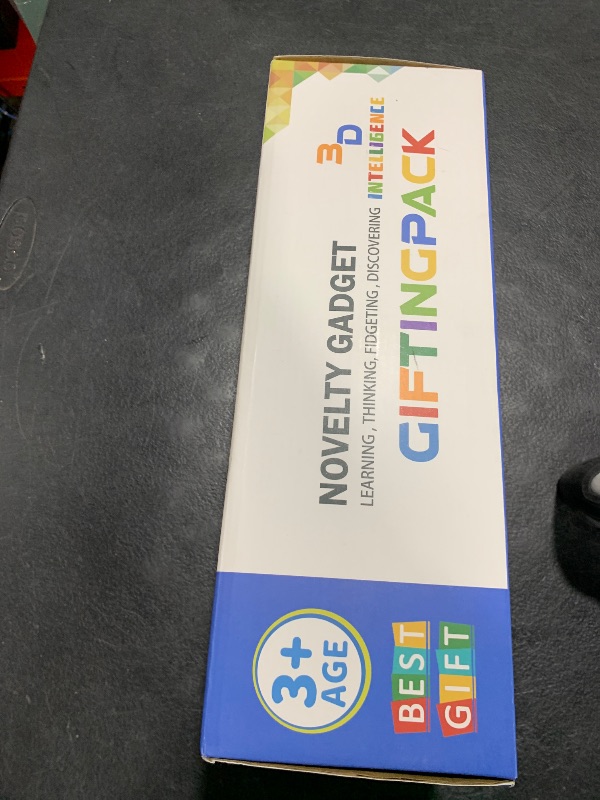 3+
AGE
BEST
GIFT
NOVELTY GADGET
LEARNING , THINKING, FIDGETING , DISCOVERING
3D
INTELLIGENCE
GIFTINGPACK